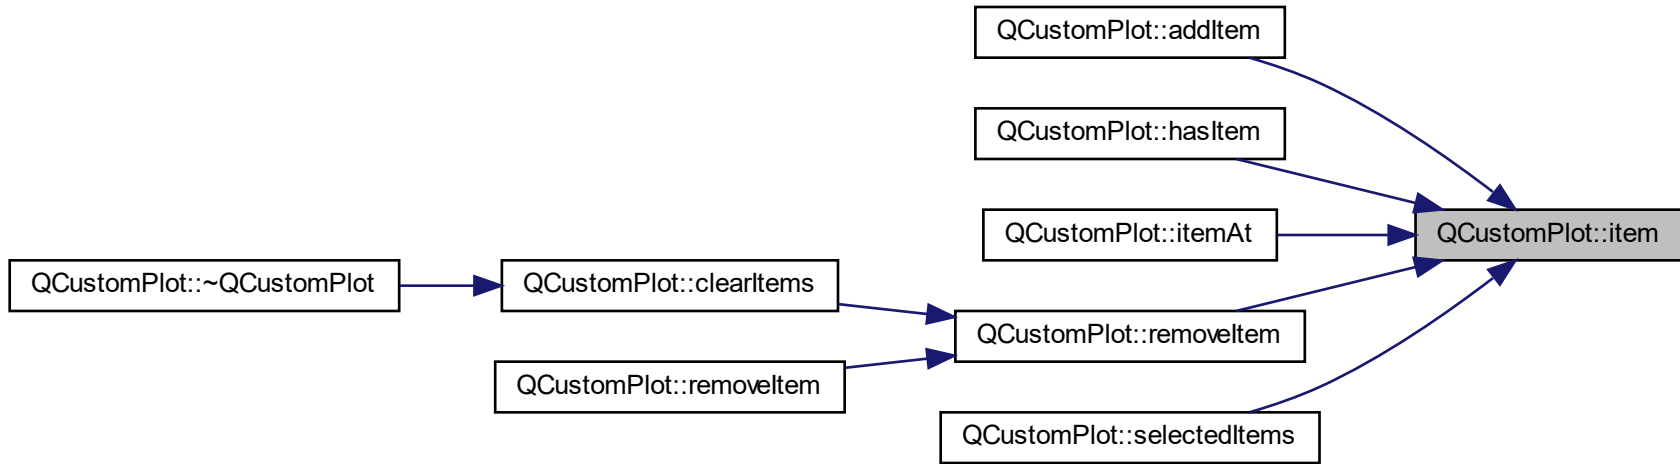 QCustomPlot::addItem
QCustomPlot::hasItem
QCustomPlot::itemAt
QCustomPlot::item
QCustomPlot::~QCustomPlot
QCustomPlot::clearItems
QCustomPlot::removeItem
QCustomPlot::removeItem
QCustomPlot::selectedItems